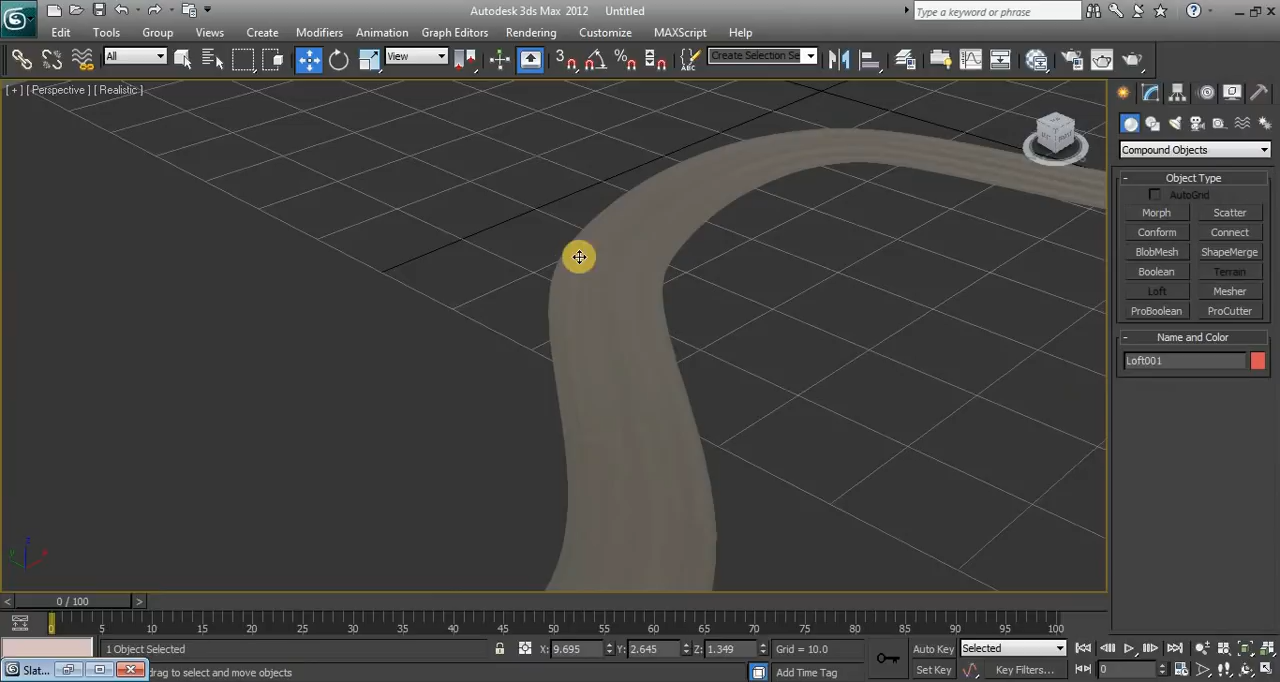 Autodesk 3ds Max 2012 Untitled
Type a keyword or phrase
Edit Tools Group Views Create Modifiers Animation Graph Editors Rendering Customize MAXScript Help
All View 3 Create Selection Se
[ + ] [ Perspective ] [ Realistic ]
Compound Objects
- Object Type
AutoGrid
Morph Scatter
Conform Connect
BlobMesh ShapeMerge
Boolean Terrain
Loft Mesher
ProBoolean ProCutter
- Name and Color
Loft001
< 0 / 100 >
0 5 10 15 20 25 30 35 40 45 50 55 60 65 70 75 80 85 90 95 100
1 Object Selected X: 9.695 Y: 2.645 Z: 1.349 Grid = 10.0 Auto Key Selected
Slat... drag to select and move objects Add Time Tag Set Key Key Filters... 0